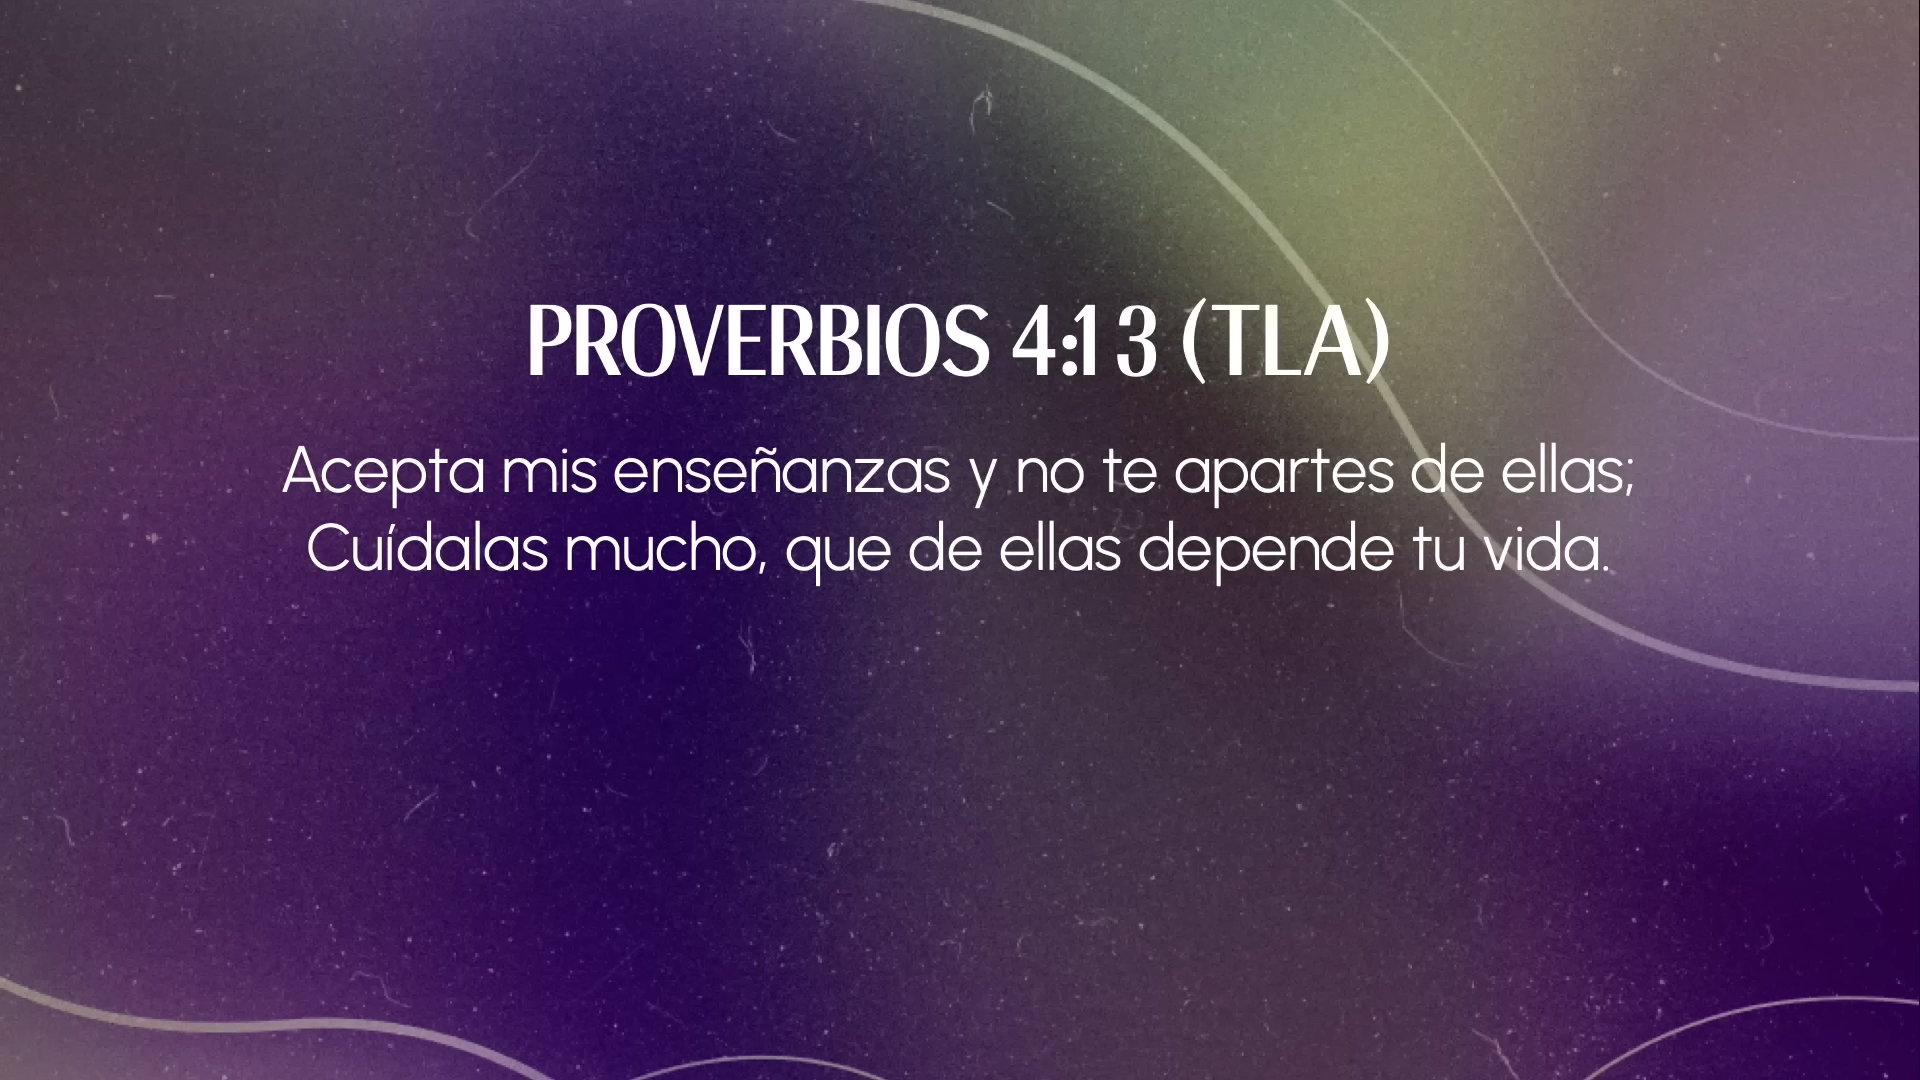 PROVERBIOS 4:13 (TLA)
Acepta mis enseñanzas y no te apartes de ellas;
Cuídalas mucho, que de ellas depende tu vida.